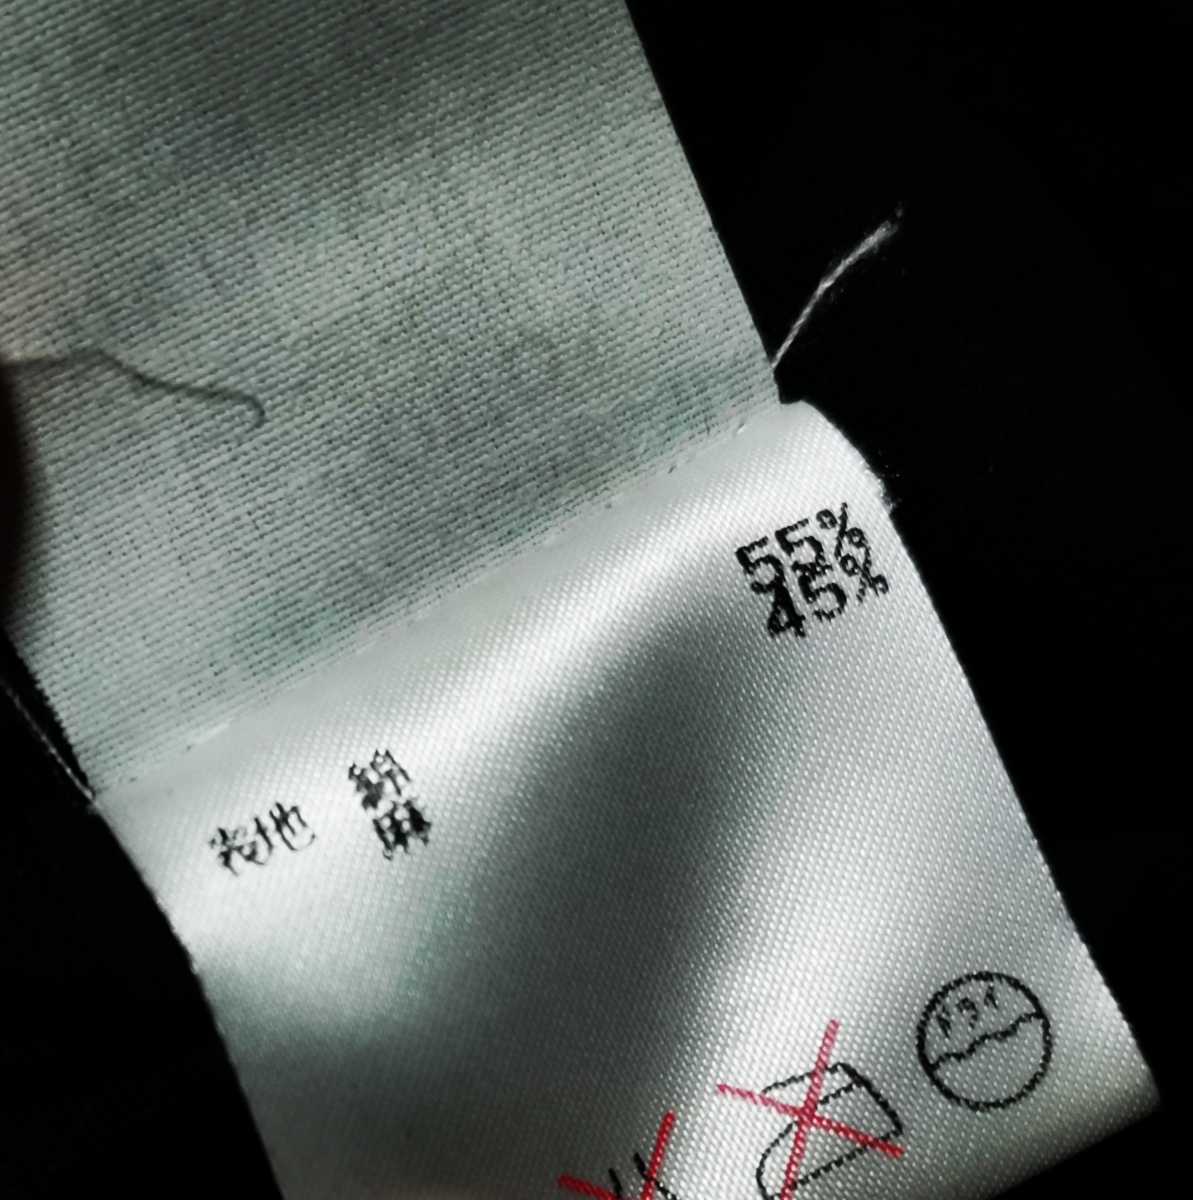 表地 綿 55%
麻 45%
ドライ